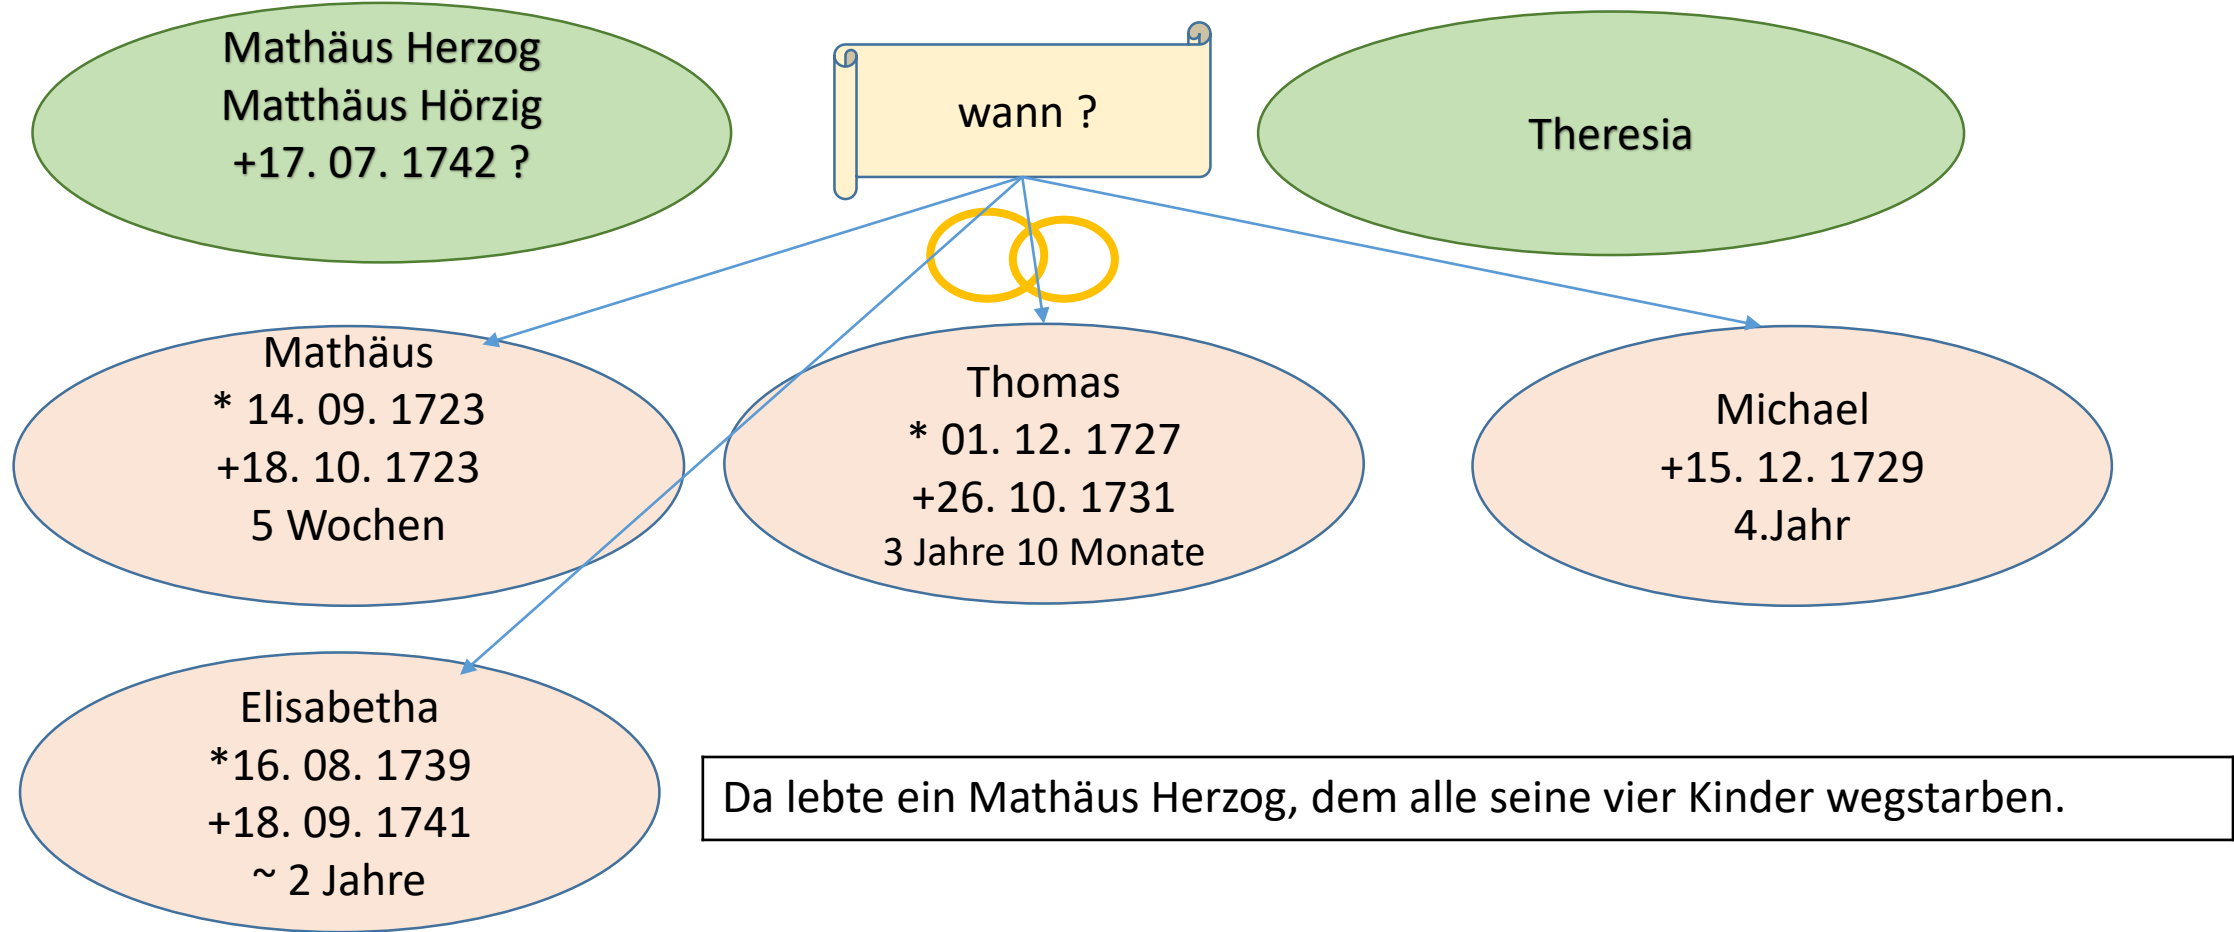 Mathäus Herzog
Matthäus Hörzig
+17. 07. 1742 ?
wann ?
Theresia
Mathäus
* 14. 09. 1723
+18. 10. 1723
5 Wochen
Thomas
* 01. 12. 1727
+26. 10. 1731
3 Jahre 10 Monate
Michael
+15. 12. 1729
4.Jahr
Elisabetha
*16. 08. 1739
+18. 09. 1741
~ 2 Jahre
Da lebte ein Mathäus Herzog, dem alle seine vier Kinder wegstarben.